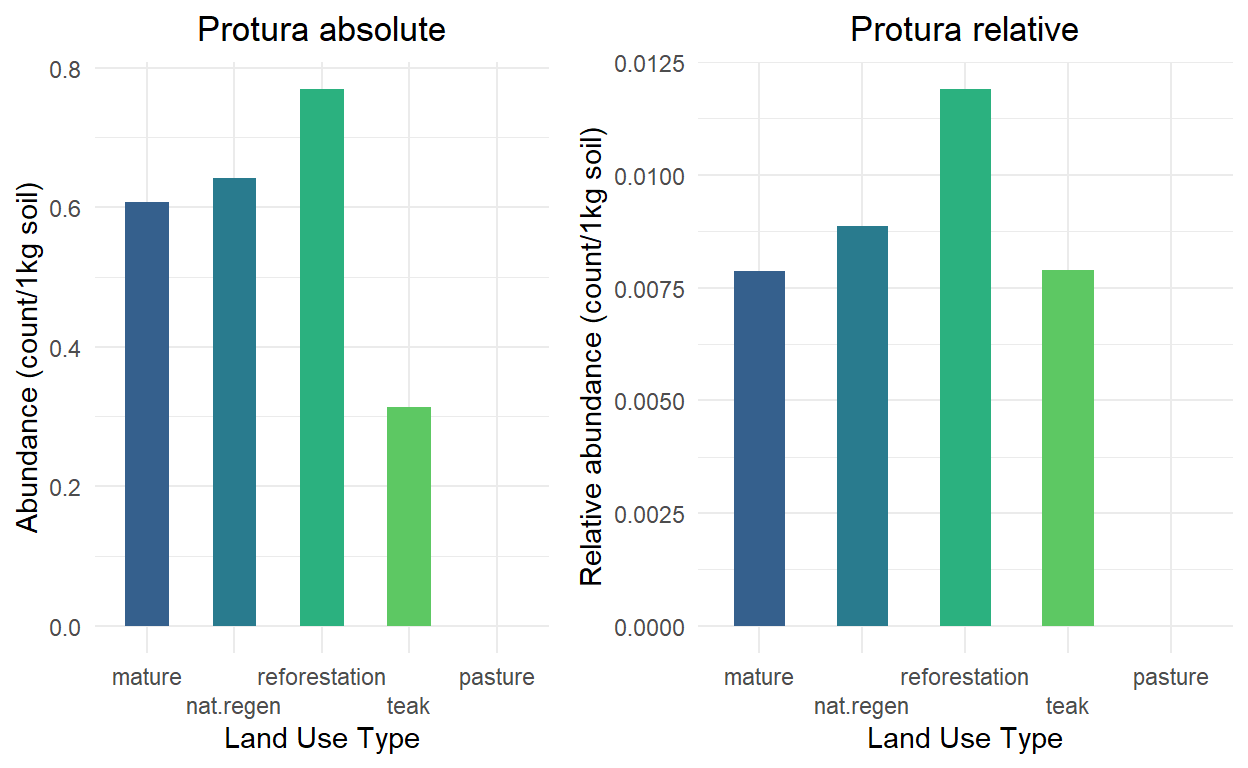 Protura absolute
Abundance (count/1kg soil)
0.8
0.6
0.4
0.2
0.0
mature
nat.regen
reforestation
teak
pasture
Land Use Type
Protura relative
Relative abundance (count/1kg soil)
0.0125
0.0100
0.0075
0.0050
0.0025
0.0000
mature
nat.regen
reforestation
teak
pasture
Land Use Type